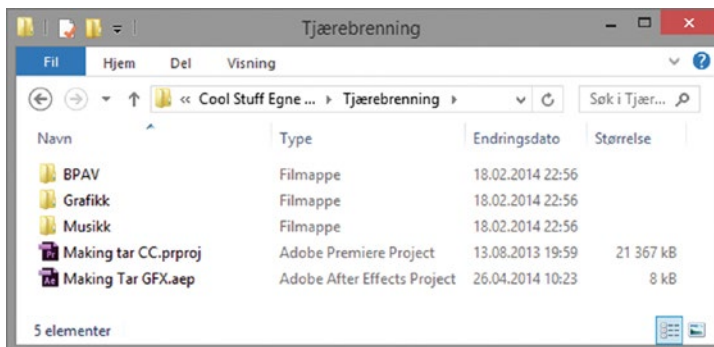 Tjærebrenning
Fil Hjem Del Visning
« Cool Stuff Egne ... Tjærebrenning Søk i Tjær...
Navn Type Endringsdato Størrelse
BPAV Filmappe 18.02.2014 22:56
Grafikk Filmappe 18.02.2014 22:56
Musikk Filmappe 18.02.2014 22:56
Pr Making tar CC.prproj Adobe Premiere Project 13.08.2013 19:59 21 367 kB
Ae Making Tar GFX.aep Adobe After Effects Project 26.04.2014 10:23 8 kB
5 elementer